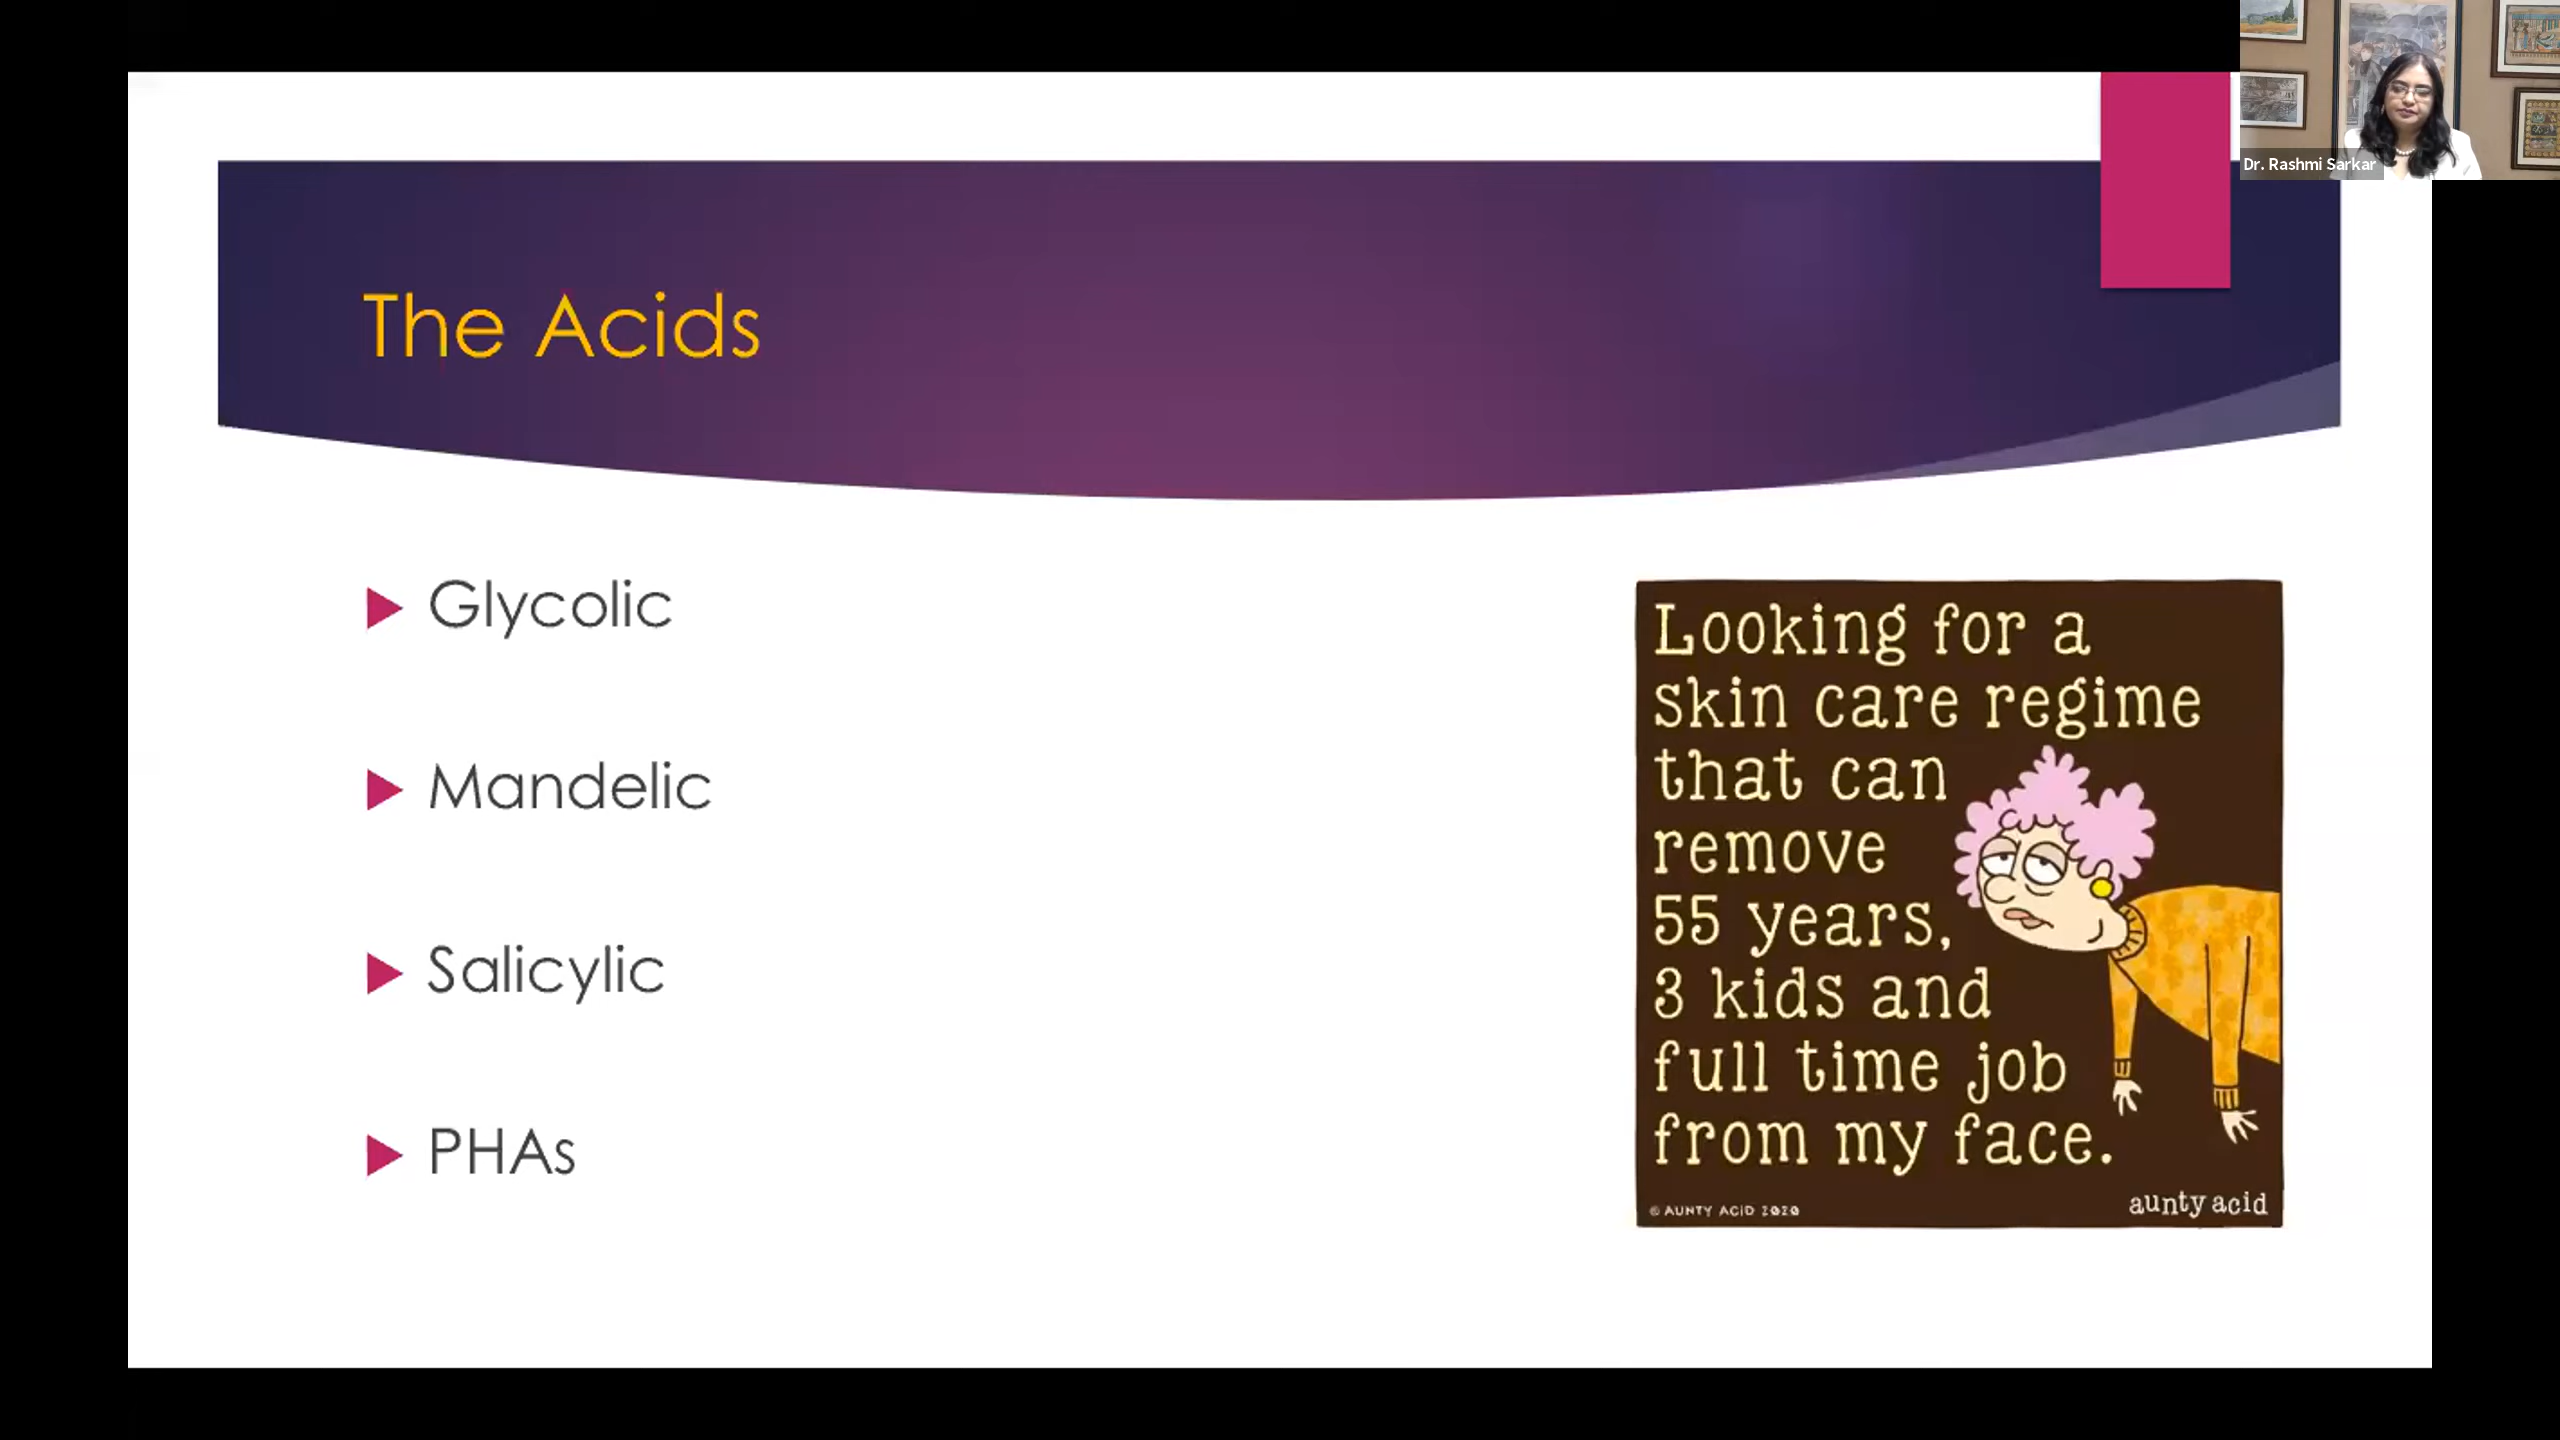 Dr. Rashmi Sarkar
The Acids
Glycolic
Mandelic
Salicylic
PHAs
Looking for a
skin care regime
that can
remove
55 years,
3 kids and
full time job
from my face.
© AUNTY ACID 2020
aunty acid